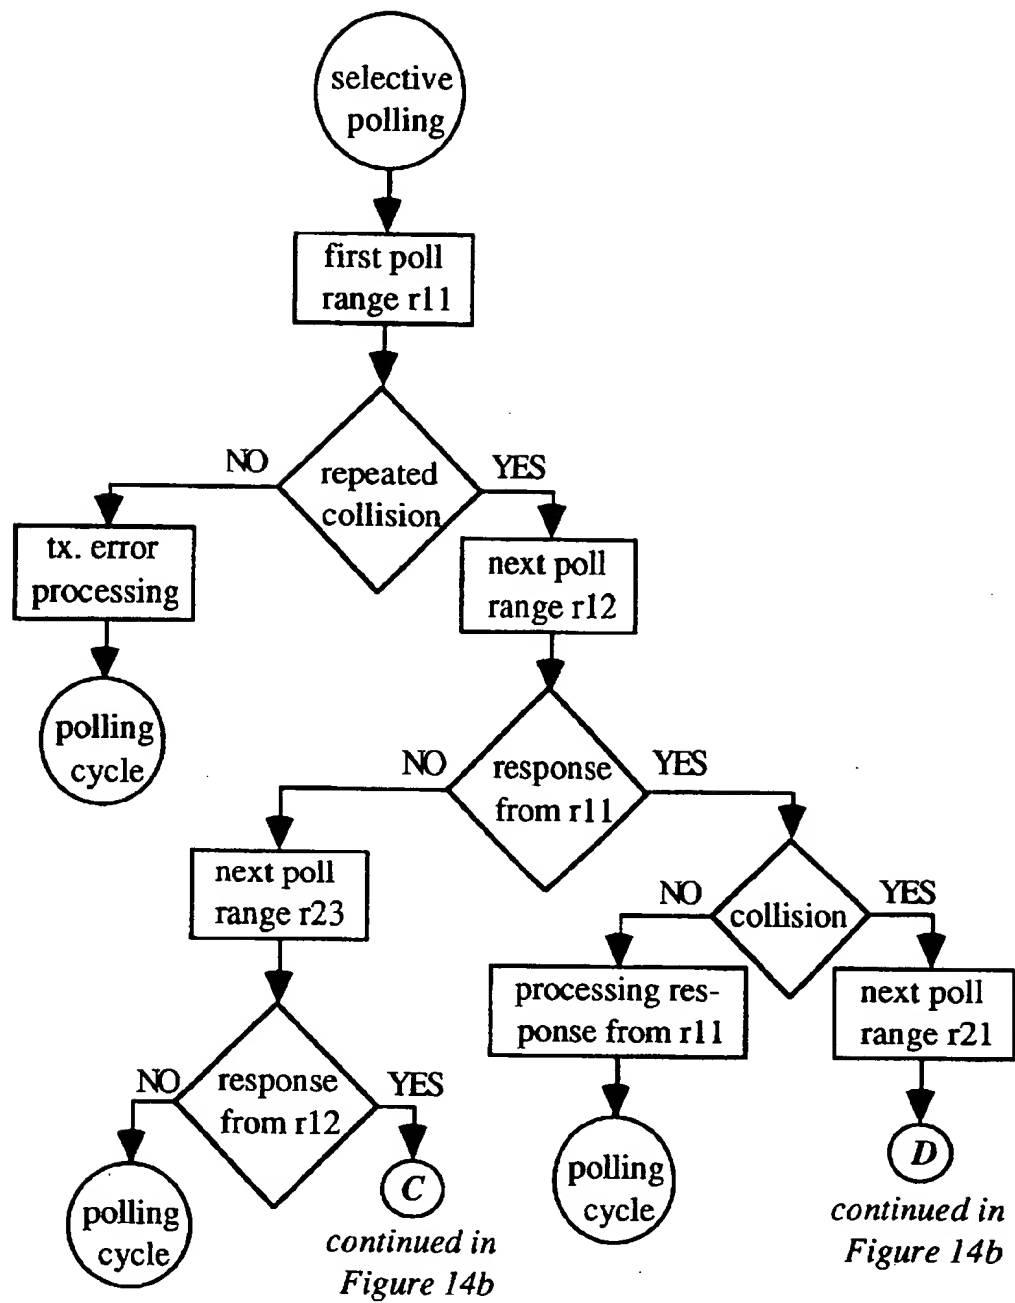 selective
polling
first poll
range r11
NO
repeated
collision
YES
tx. error
processing
next poll
range r12
polling
cycle
NO
response
from r11
YES
next poll
range r23
NO
collision
YES
processing res-
ponse from r11
next poll
range r21
NO
response
from r12
YES
polling
cycle
C
continued in
Figure 14b
polling
cycle
D
continued in
Figure 14b